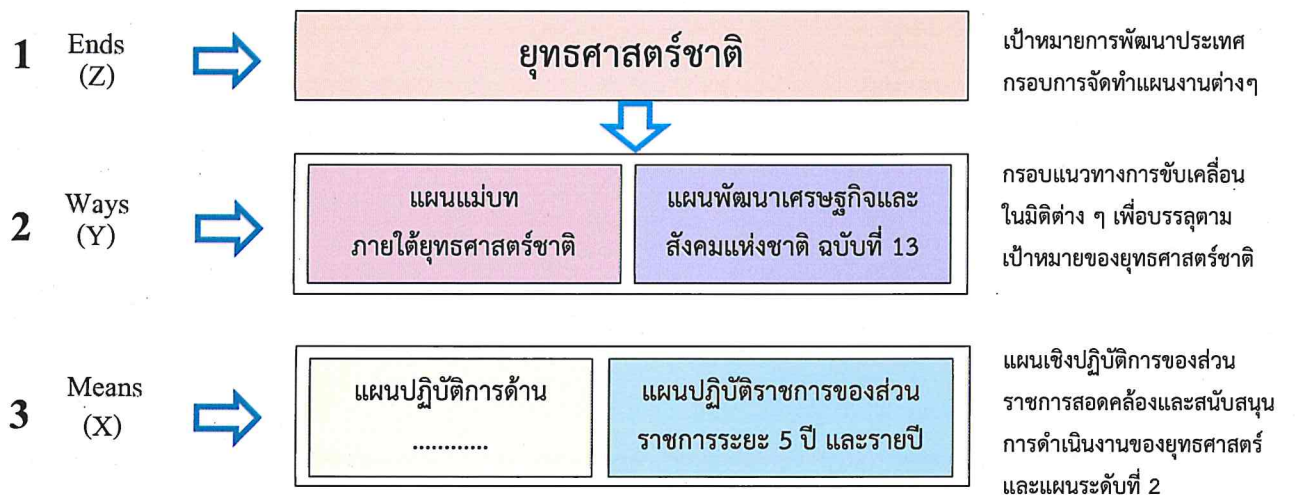 1
Ends
(Z)
ยุทธศาสตร์ชาติ
เป้าหมายการพัฒนาประเทศ
กรอบการจัดทำแผนงานต่างๆ
2
Ways
(Y)
แผนแม่บท
ภายใต้ยุทธศาสตร์ชาติ
แผนพัฒนาเศรษฐกิจและ
สังคมแห่งชาติ ฉบับที่ 13
กรอบแนวทางการขับเคลื่อน
ในมิติต่าง ๆ เพื่อบรรลุตาม
เป้าหมายของยุทธศาสตร์ชาติ
3
Means
(X)
แผนปฏิบัติการด้าน
............
แผนปฏิบัติราชการของส่วน
ราชการระยะ 5 ปี และรายปี
แผนเชิงปฏิบัติการของส่วน
ราชการสอดคล้องและสนับสนุน
การดำเนินงานของยุทธศาสตร์
และแผนระดับที่ 2